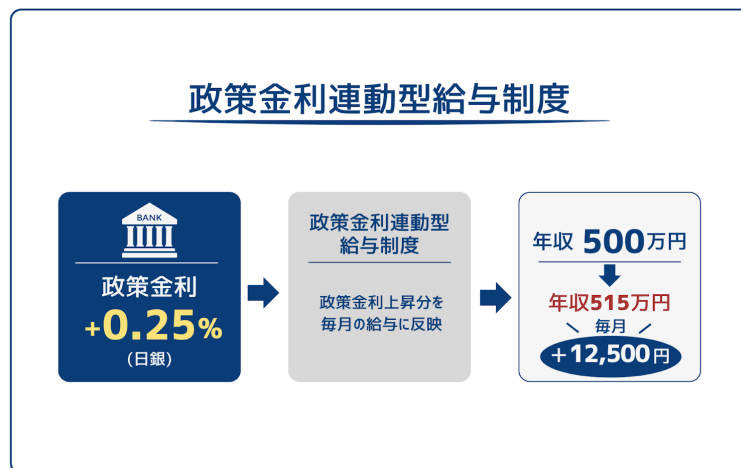 政策金利連動型給与制度
BANK
政策金利
+0.25%
(日銀)
政策金利連動型
給与制度
政策金利上昇分を
毎月の給与に反映
年収 500万円
年収515万円
毎月
+12,500円